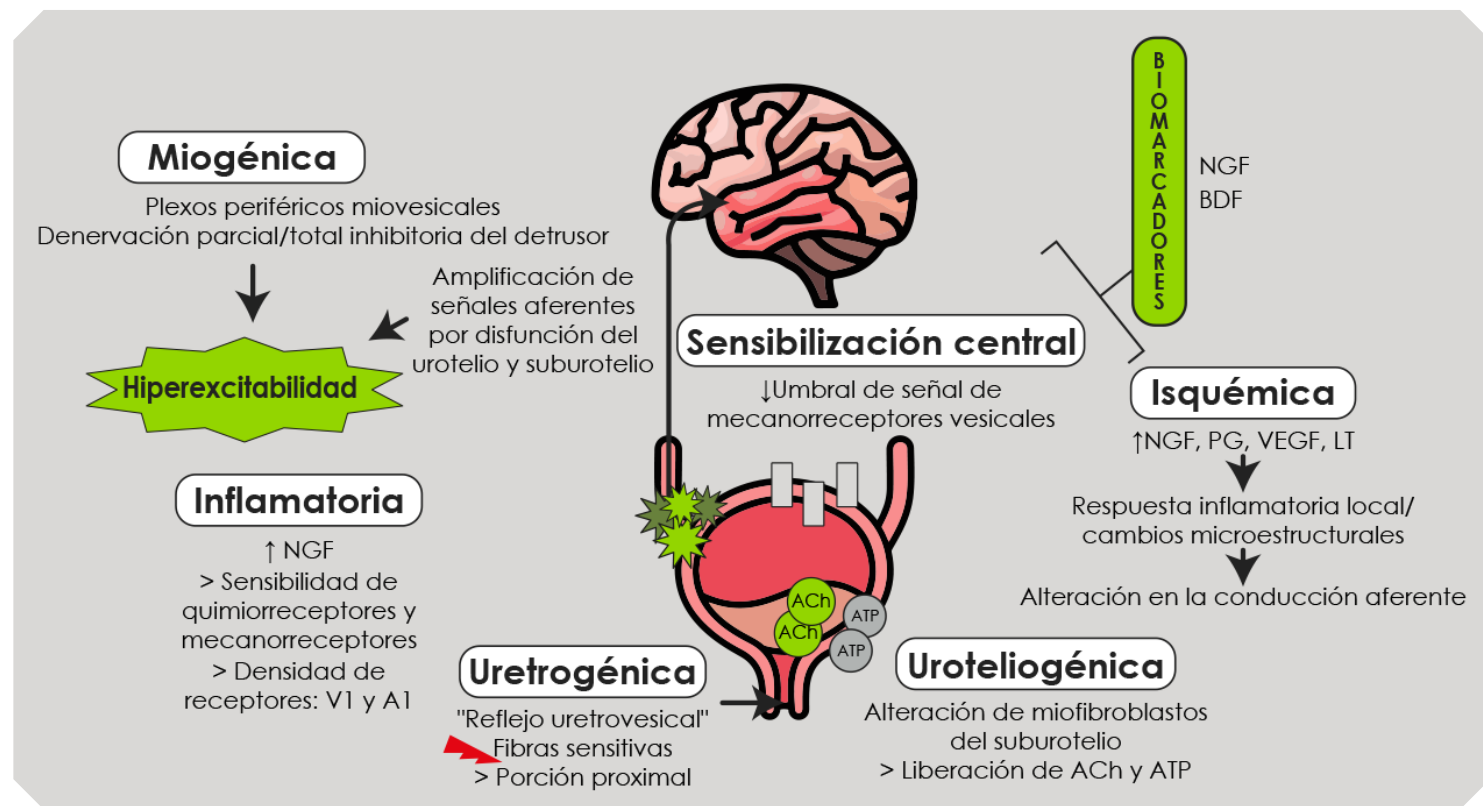 Miogénica
Plexos periféricos miovesicales
Denervación parcial/total inhibitoria del detrusor
Amplificación de
señales aferentes
por disfunción del
urotelio y suburotelio
Hiperexcitabilidad
Inflamatoria
↑ NGF
> Sensibilidad de
quimiorreceptores y
mecanorreceptores
> Densidad de
receptores: V1 y A1
Sensibilización central
↓Umbral de señal de
mecanorreceptores vesicales
ACh
ACh
ATP
ATP
Uretrogénica
"Reflejo uretrovesical"
Fibras sensitivas
> Porción proximal
Uroteliogénica
Alteración de miofibroblastos
del suburotelio
> Liberación de ACh y ATP
BIOMARCADORES
NGF
BDF
Isquémica
↑NGF, PG, VEGF, LT
Respuesta inflamatoria local/
cambios microestructurales
Alteración en la conducción aferente